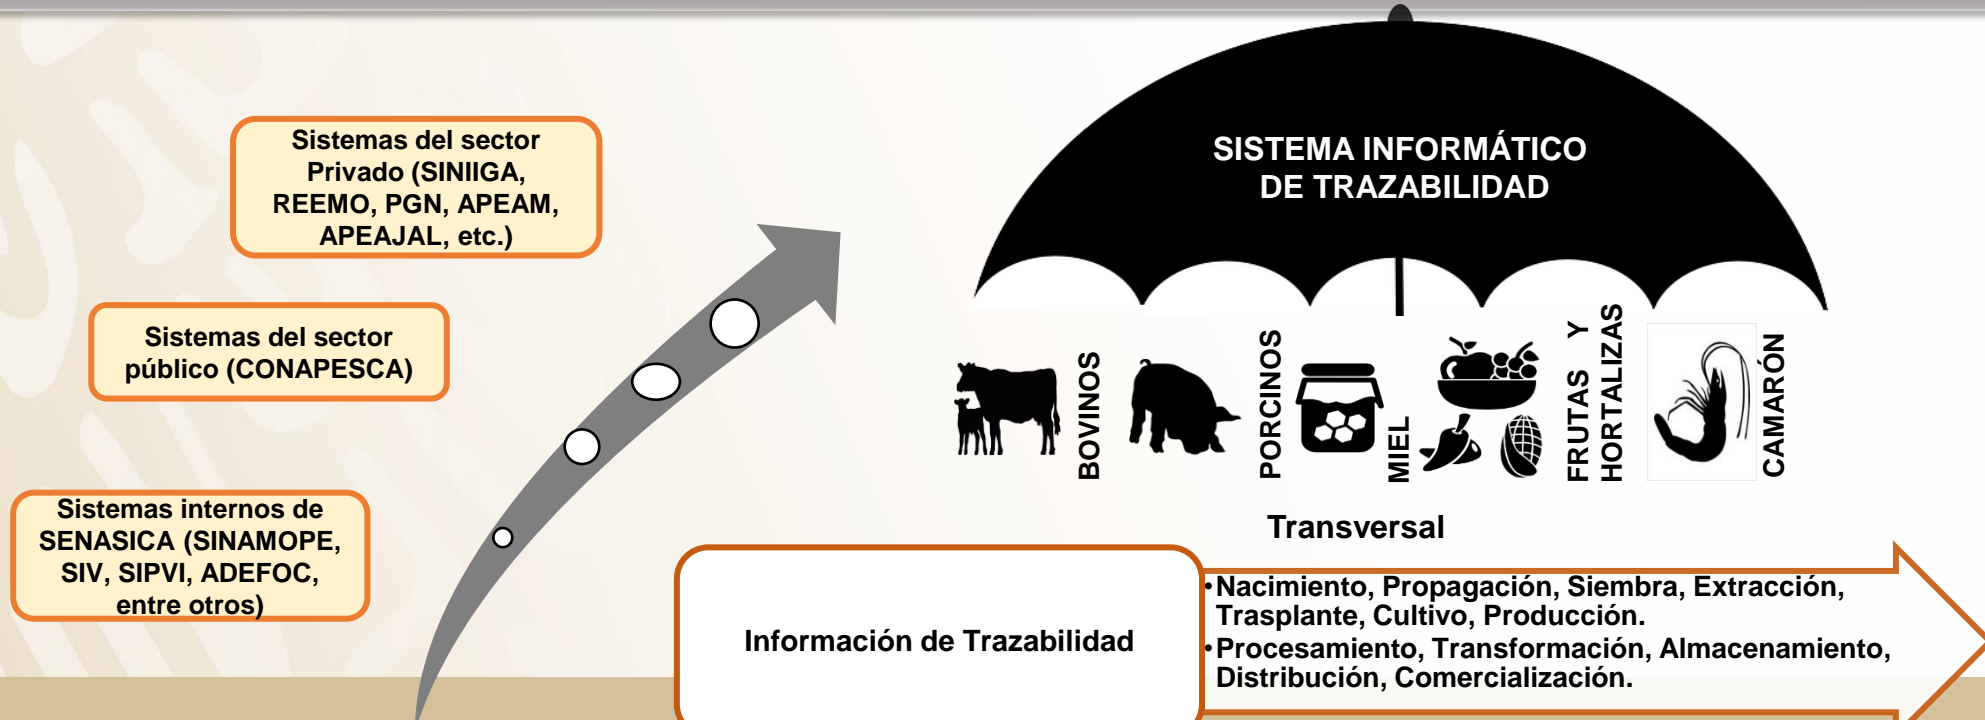 Sistemas del sector
Privado (SINIIGA,
REEMO, PGN, APEAM,
APEAJAL, etc.)
Sistemas del sector
público (CONAPESCA)
Sistemas internos de
SENASICA (SINAMOPE,
SIV, SIPVI, ADEFOC,
entre otros)
SISTEMA INFORMÁTICO
DE TRAZABILIDAD
BOVINOS
PORCINOS
MIEL
FRUTAS Y
HORTALIZAS
CAMARÓN
Transversal
Información de Trazabilidad
•Nacimiento, Propagación, Siembra, Extracción,
Trasplante, Cultivo, Producción.
•Procesamiento, Transformación, Almacenamiento,
Distribución, Comercialización.